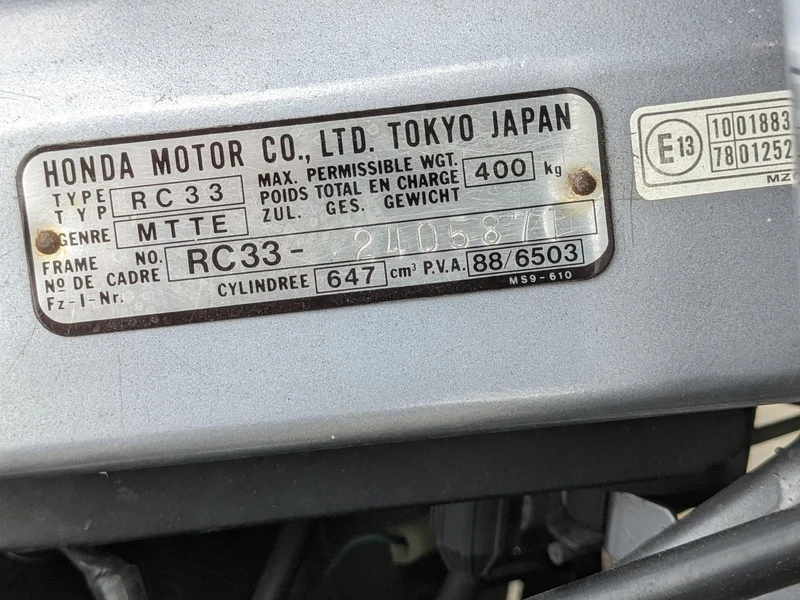 HONDA MOTOR CO., LTD. TOKYO JAPAN
TYPE
TYP
RC33
MAX. PERMISSIBLE WGT.
POIDS TOTAL EN CHARGE
ZUL. GES. GEWICHT
400 kg
GENRE MTTE
FRAME NO.
Nº DE CADRE
Fz-I-Nr.
RC33-
CYLINDREE 647 cm³ P.V.A. 88/6503
MS9-610
E13
10 01883
78 01252
MZ